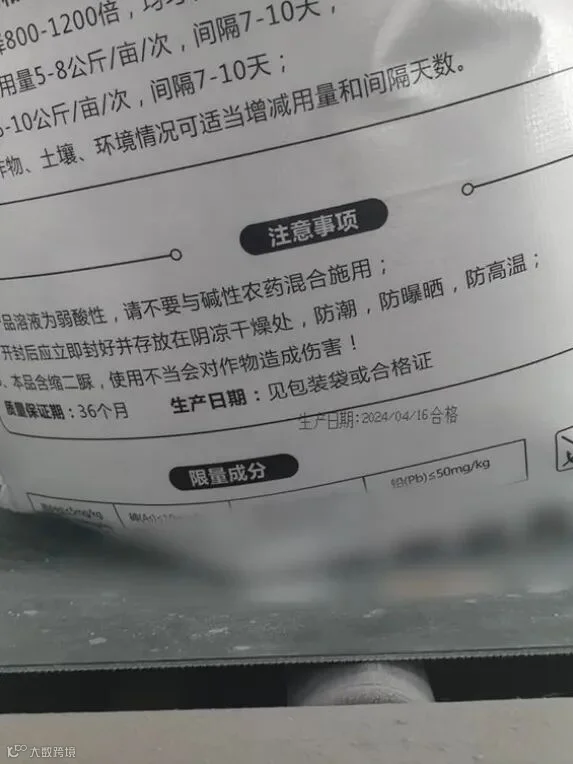 800-1200倍，均匀
用量5-8公斤/亩/次，间隔7-10天；
-10公斤/亩/次，间隔7-10天；
作物、土壤、环境情况可适当增减用量和间隔天数。
注意事项
品溶液为弱酸性，请不要与碱性农药混合施用；
开封后应立即封好并存放在阴凉干燥处，防潮，防曝晒，防高温；
、本品含缩二脲，使用不当会对作物造成伤害！
质量保证期：36个月 生产日期：见包装袋或合格证
生产日期:2024/04/16合格
限量成分
≤5mg/kg 砷(As)≤10 铅(Pb)≤50mg/kg
大数跨境